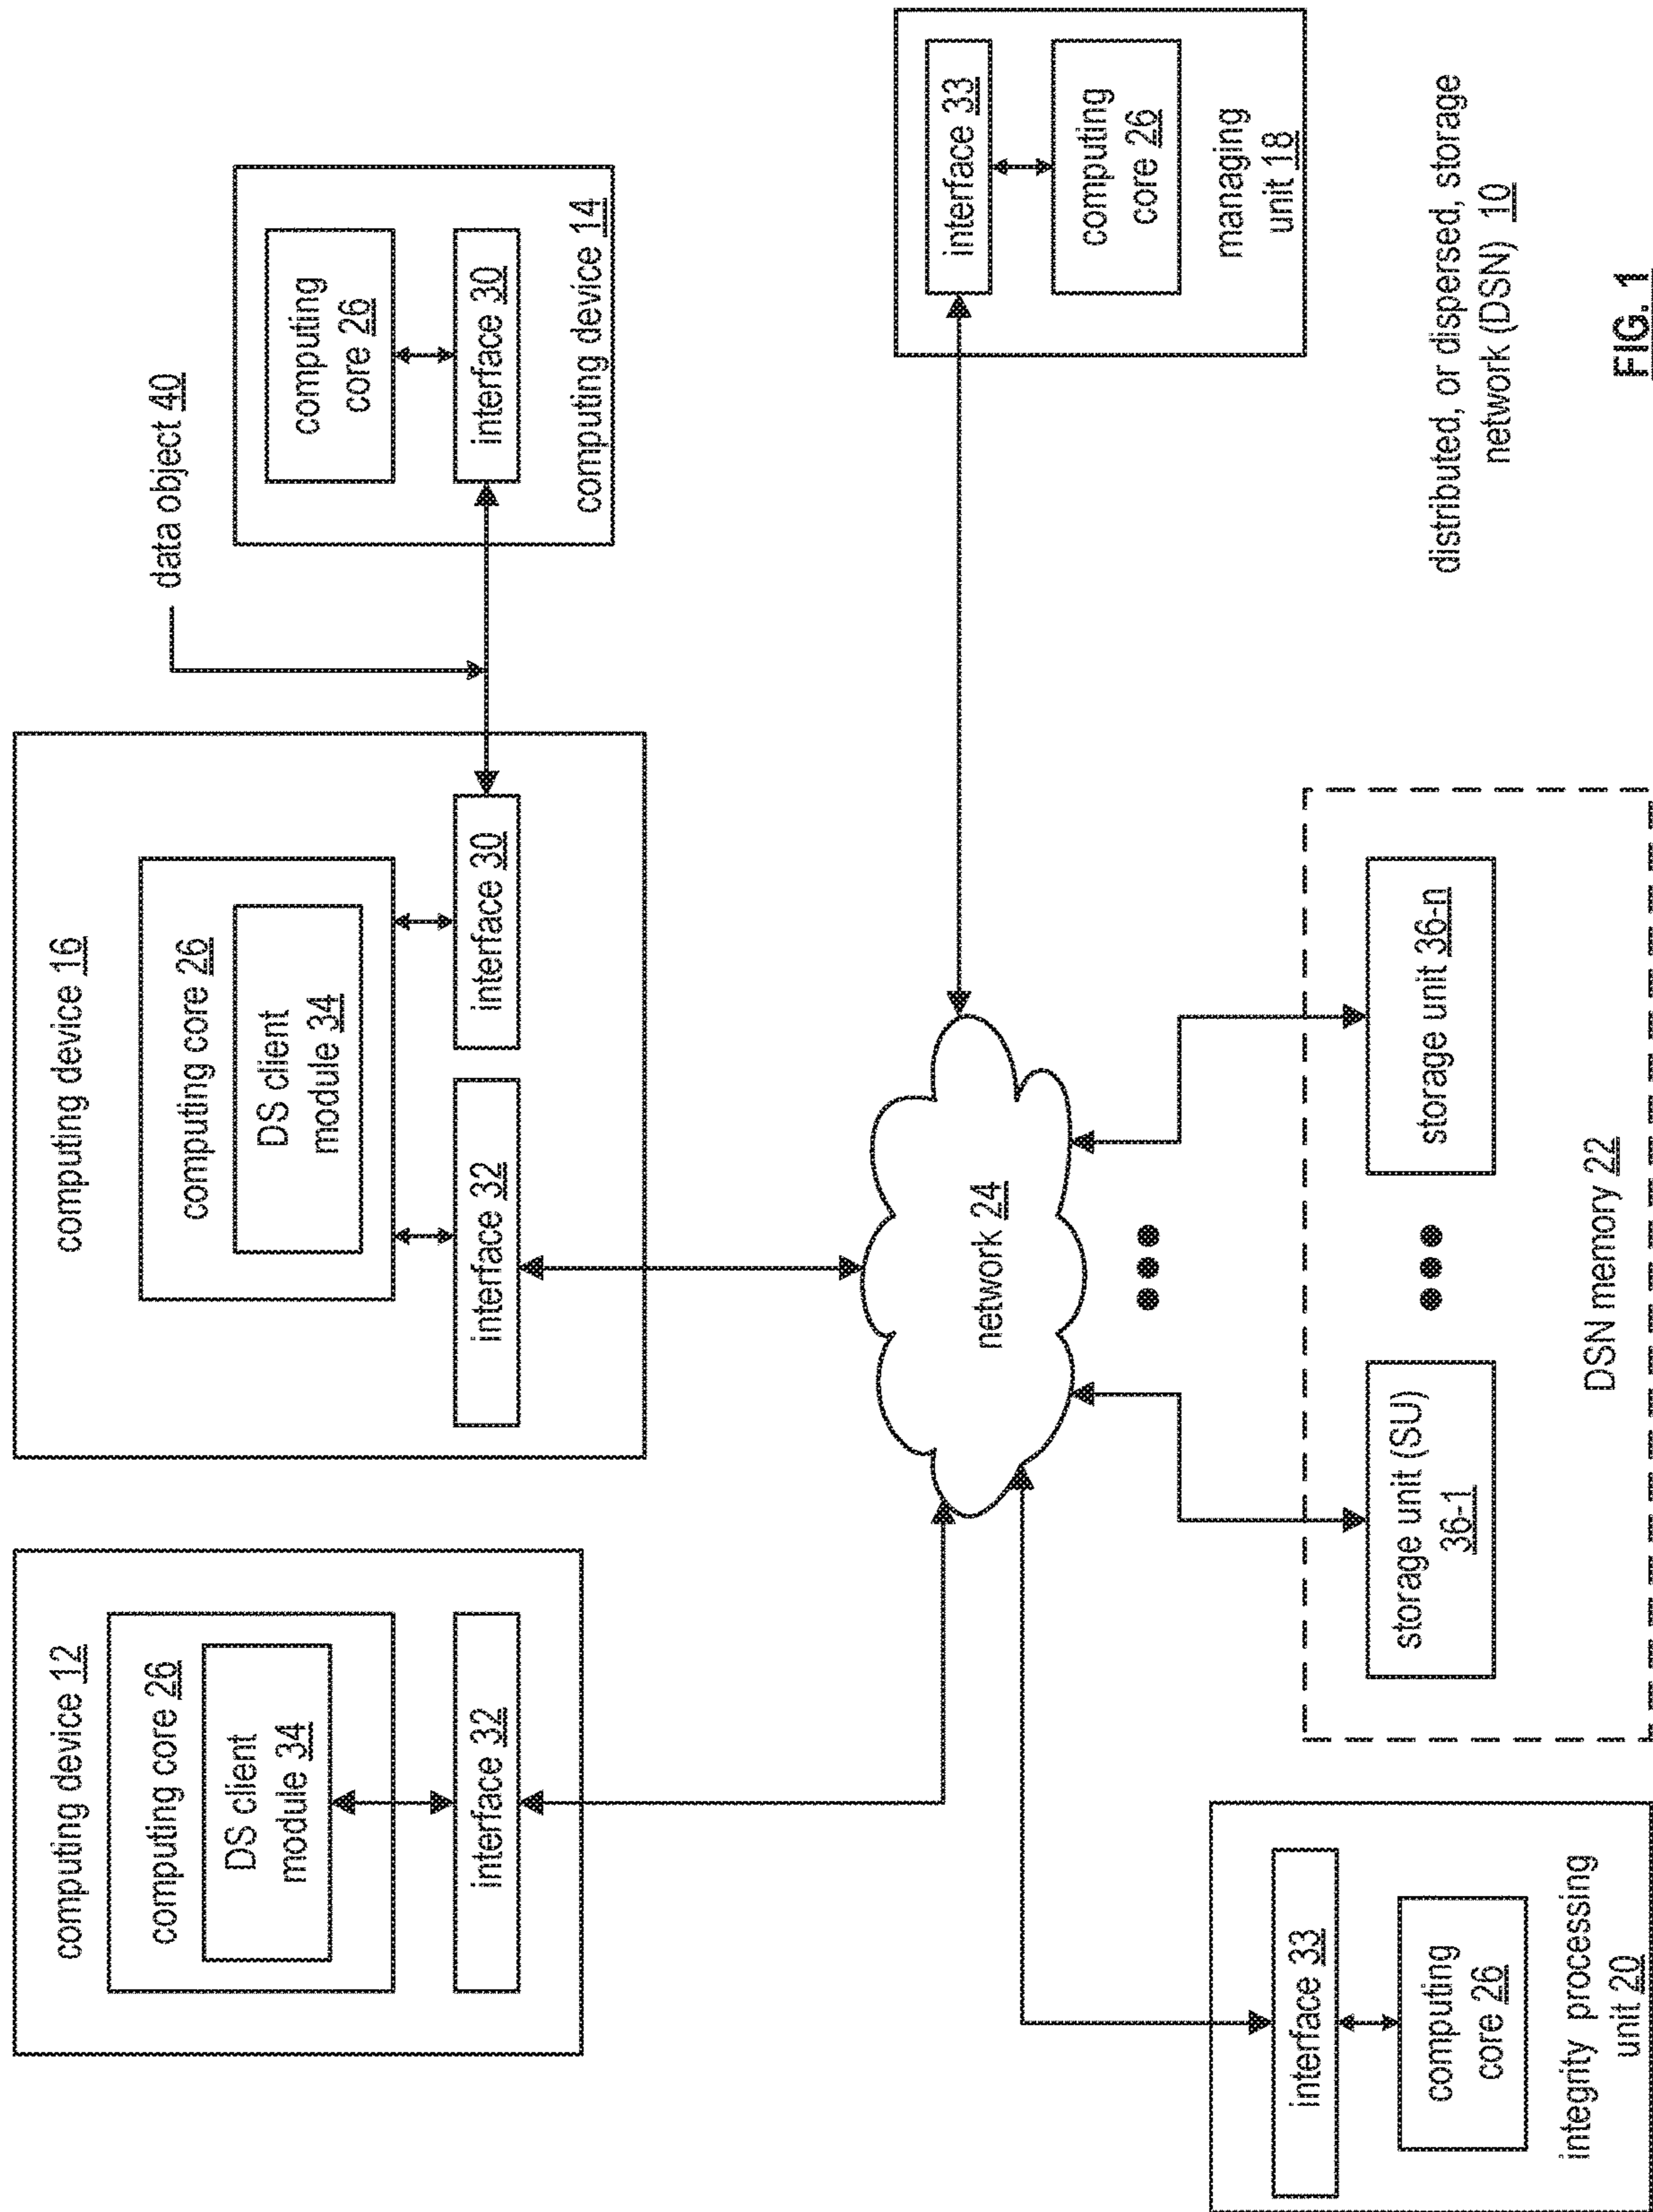 computing device 12
computing core 26
DS client
module 34
interface 32
computing device 16
computing core 26
DS client
module 34
interface 32
interface 30
data object 40
computing
core 26
interface 30
computing device 14
network 24
interface 33
computing
core 26
managing
unit 18
interface 33
computing
core 26
integrity processing
unit 20
storage unit (SU)
36-1
storage unit 36-n
DSN memory 22
distributed, or dispersed, storage
network (DSN) 10
FIG. 1